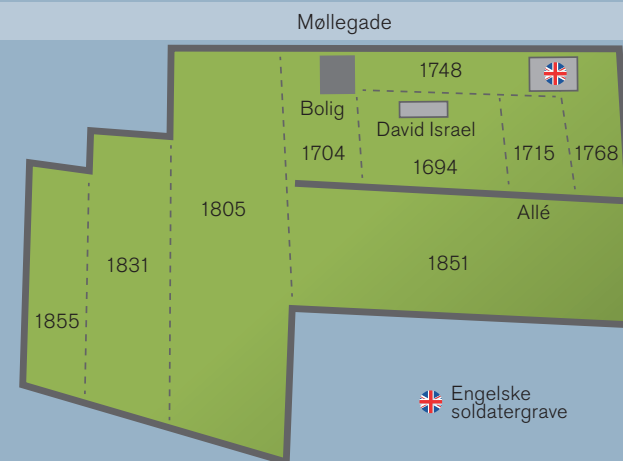 Møllegade
1748
Bolig
David Israel
1704
1694
1715
1768
1805
Allé
1831
1851
1855
Engelske
soldatergrave